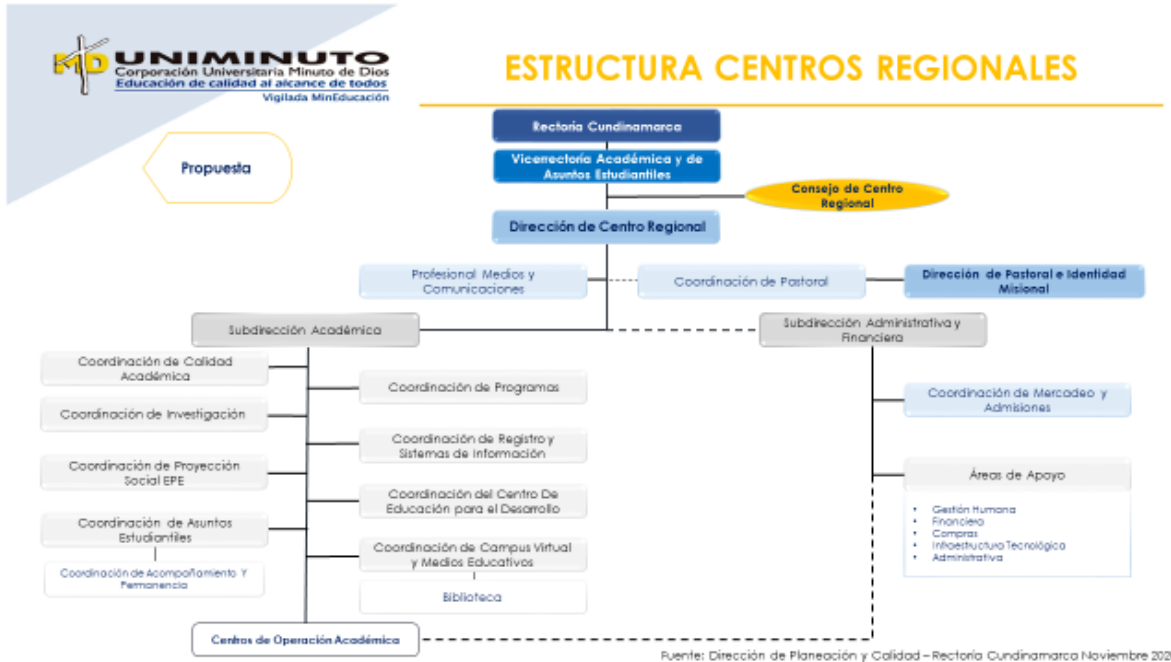 UNIMINUTO
Corporación Universitaria Minuto de Dios
Educación de calidad al alcance de todos
Vigilada MinEducación
ESTRUCTURA CENTROS REGIONALES
Propuesta
Rectoría Cundinamarca
Vicerrectoría Académica y de
Asuntos Estudiantiles
Consejo de Centro
Regional
Dirección de Centro Regional
Profesional Medios y
Comunicaciones
Coordinación de Pastoral
Dirección de Pastoral e Identidad
Misional
Subdirección Académica
Subdirección Administrativa y
Financiera
Coordinación de Calidad
Académica
Coordinación de Programas
Coordinación de Mercadeo y
Admisiones
Coordinación de Investigación
Coordinación de Registro y
Sistemas de Información
Coordinación de Proyección
Social EPE
Áreas de Apoyo
Coordinación del Centro De
Educación para el Desarrollo
• Gestión Humana
• Financiera
• Compras
• Infraestructura Tecnológica
• Administrativa
Coordinación de Asuntos
Estudiantiles
Coordinación de Campus Virtual
y Medios Educativos
Coordinación de Acompañamiento Y
Permanencia
Biblioteca
Centros de Operación Académica
Fuente: Dirección de Planeación y Calidad – Rectoría Cundinamarca Noviembre